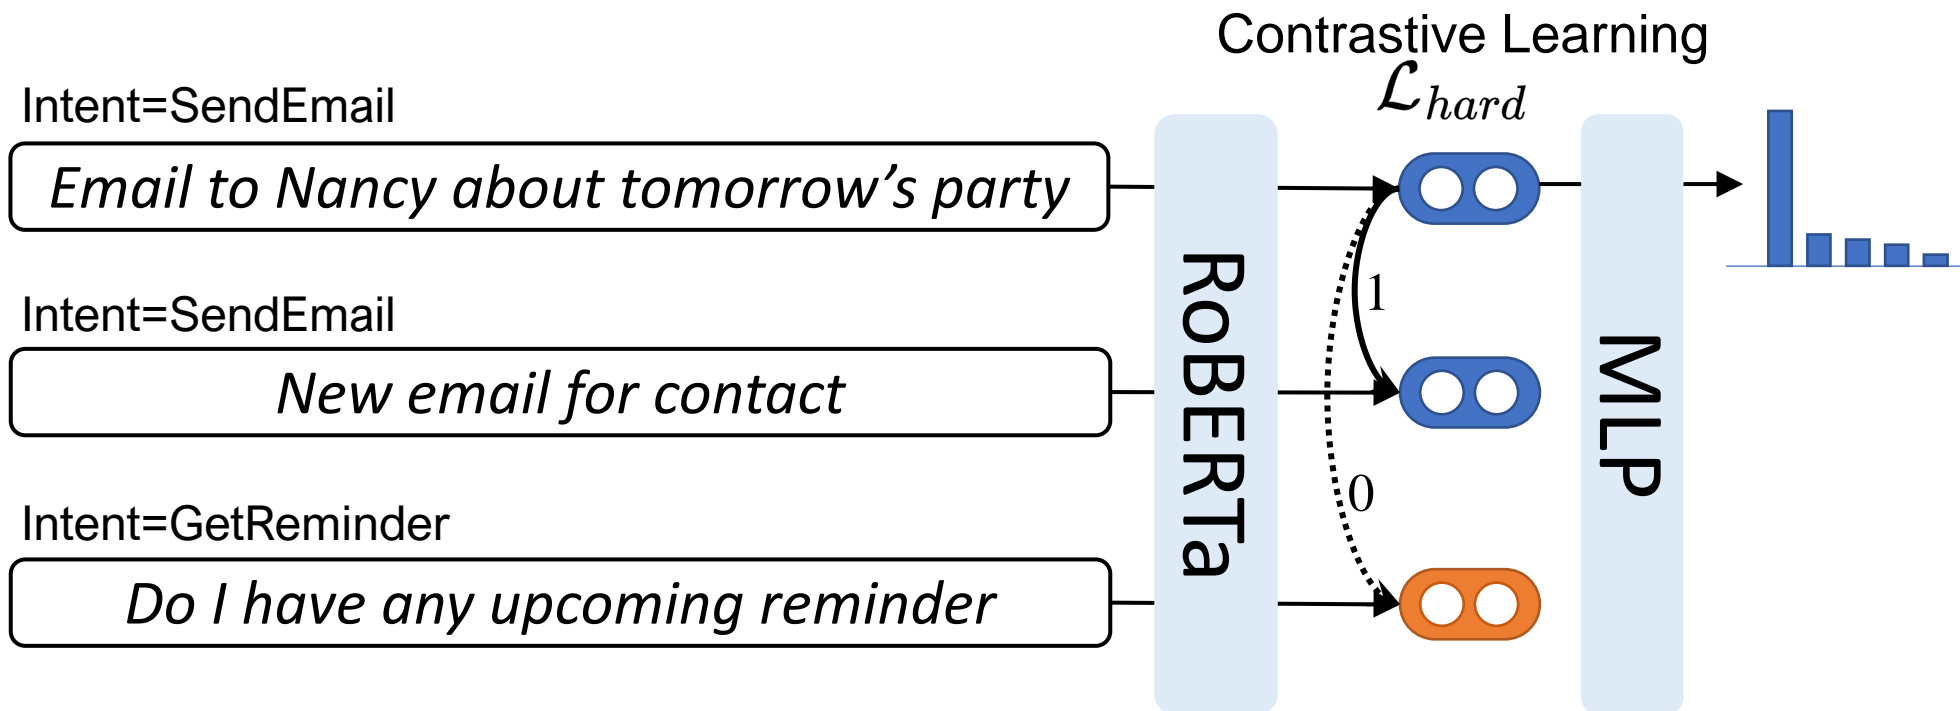 Contrastive Learning
ℒ_hard
Intent=SendEmail
Email to Nancy about tomorrow’s party
Intent=SendEmail
New email for contact
Intent=GetReminder
Do I have any upcoming reminder
RoBERTa
1
0
MLP